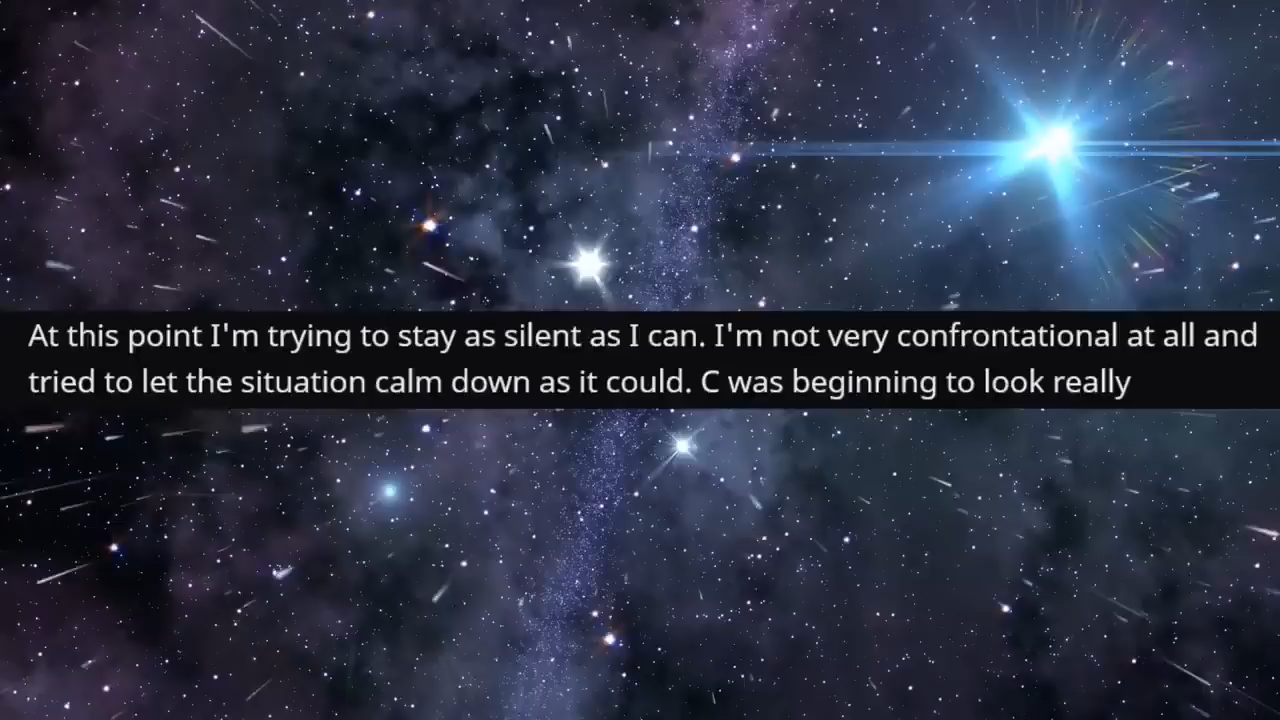 At this point I'm trying to stay as silent as I can. I'm not very confrontational at all and
tried to let the situation calm down as it could. C was beginning to look really